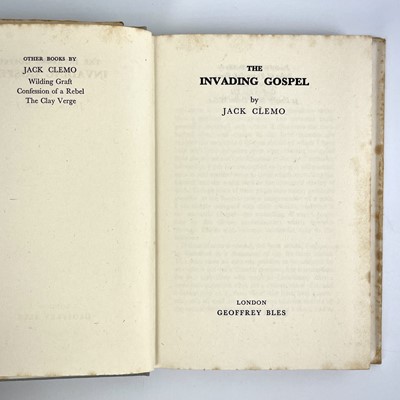 OTHER BOOKS BY
JACK CLEMO
Wilding Graft
Confession of a Rebel
The Clay Verge
THE
INVADING GOSPEL
by
JACK CLEMO
LONDON
GEOFFREY BLES